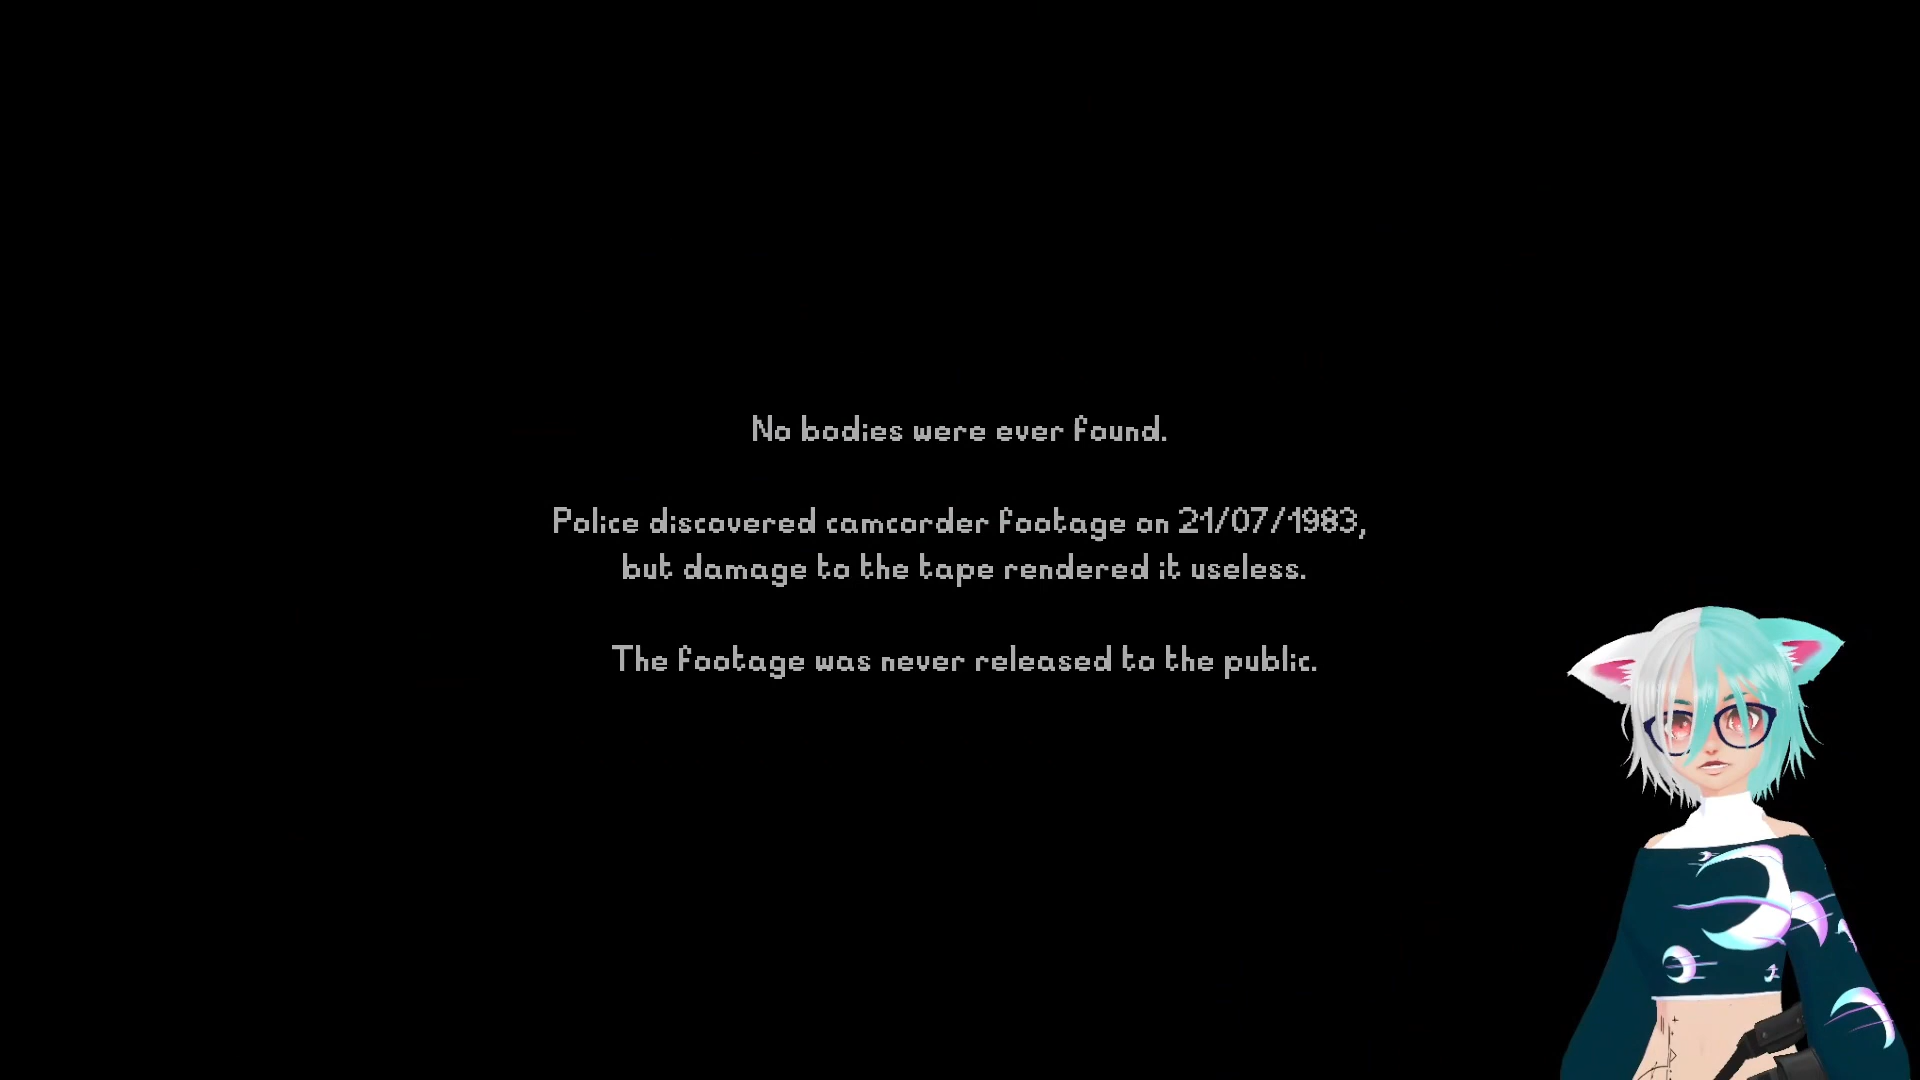 No bodies were ever found.
Police discovered camcorder footage on 21/07/1983,
but damage to the tape rendered it useless.
The footage was never released to the public.